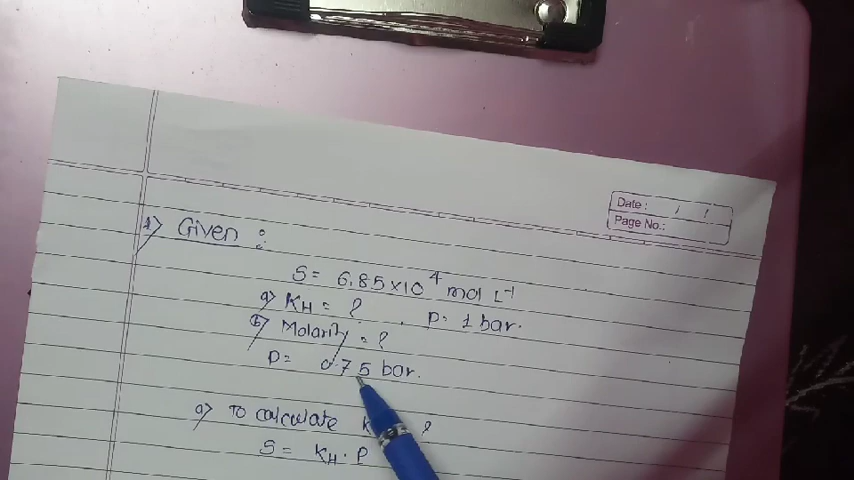 Date : / /
Page No.:
1) Given :
S = 6.85×10⁴ mol L⁻¹
a) KH = ? , P = 1 bar.
b) Molarity = ?
P = 0.75 bar.
a) To calculate ?
S = KH . P